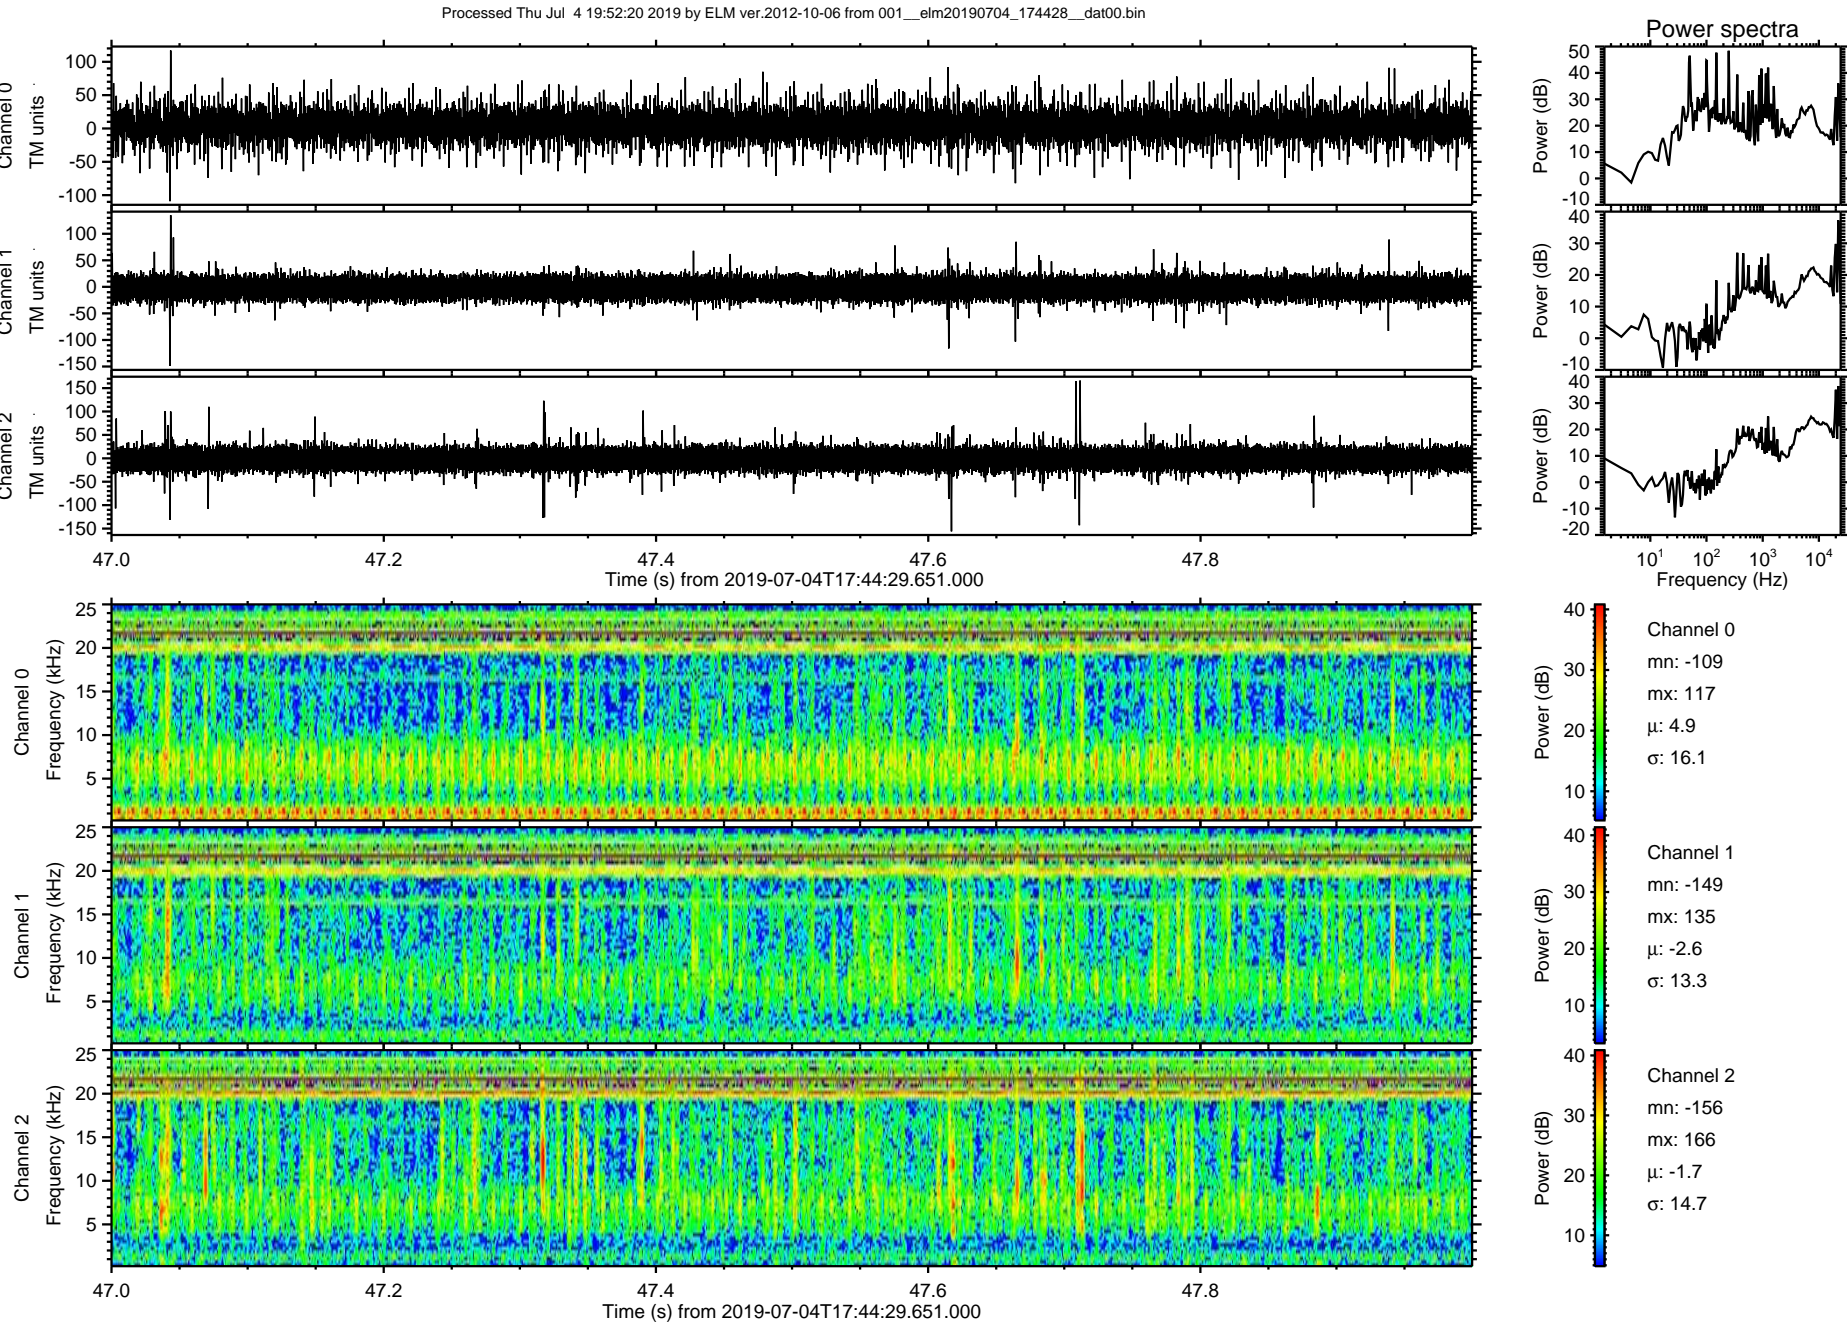 Processed Thu Jul  4 19:52:20 2019 by ELM ver.2012-10-06 from 001__elm20190704_174428__dat00.bin
Power spectra
Channel 0
TM units
100
50
0
-50
-100
Power (dB)
50
40
30
20
10
0
-10
Channel 1
TM units
100
50
0
-50
-100
-150
Power (dB)
40
30
20
10
0
-10
Channel 2
TM units
150
100
50
0
-50
-100
-150
Power (dB)
40
30
20
10
0
-10
-20
47.0 47.2 47.4 47.6 47.8
Time (s) from 2019-07-04T17:44:29.651.000
10¹ 10² 10³ 10⁴
Frequency (Hz)
Channel 0
Frequency (kHz)
25
20
15
10
5
Power (dB)
40
30
20
10
Channel 0
mn: -109
mx: 117
μ: 4.9
σ: 16.1
Channel 1
Frequency (kHz)
25
20
15
10
5
Power (dB)
40
30
20
10
Channel 1
mn: -149
mx: 135
μ: -2.6
σ: 13.3
Channel 2
Frequency (kHz)
25
20
15
10
5
Power (dB)
40
30
20
10
Channel 2
mn: -156
mx: 166
μ: -1.7
σ: 14.7
47.0 47.2 47.4 47.6 47.8
Time (s) from 2019-07-04T17:44:29.651.000